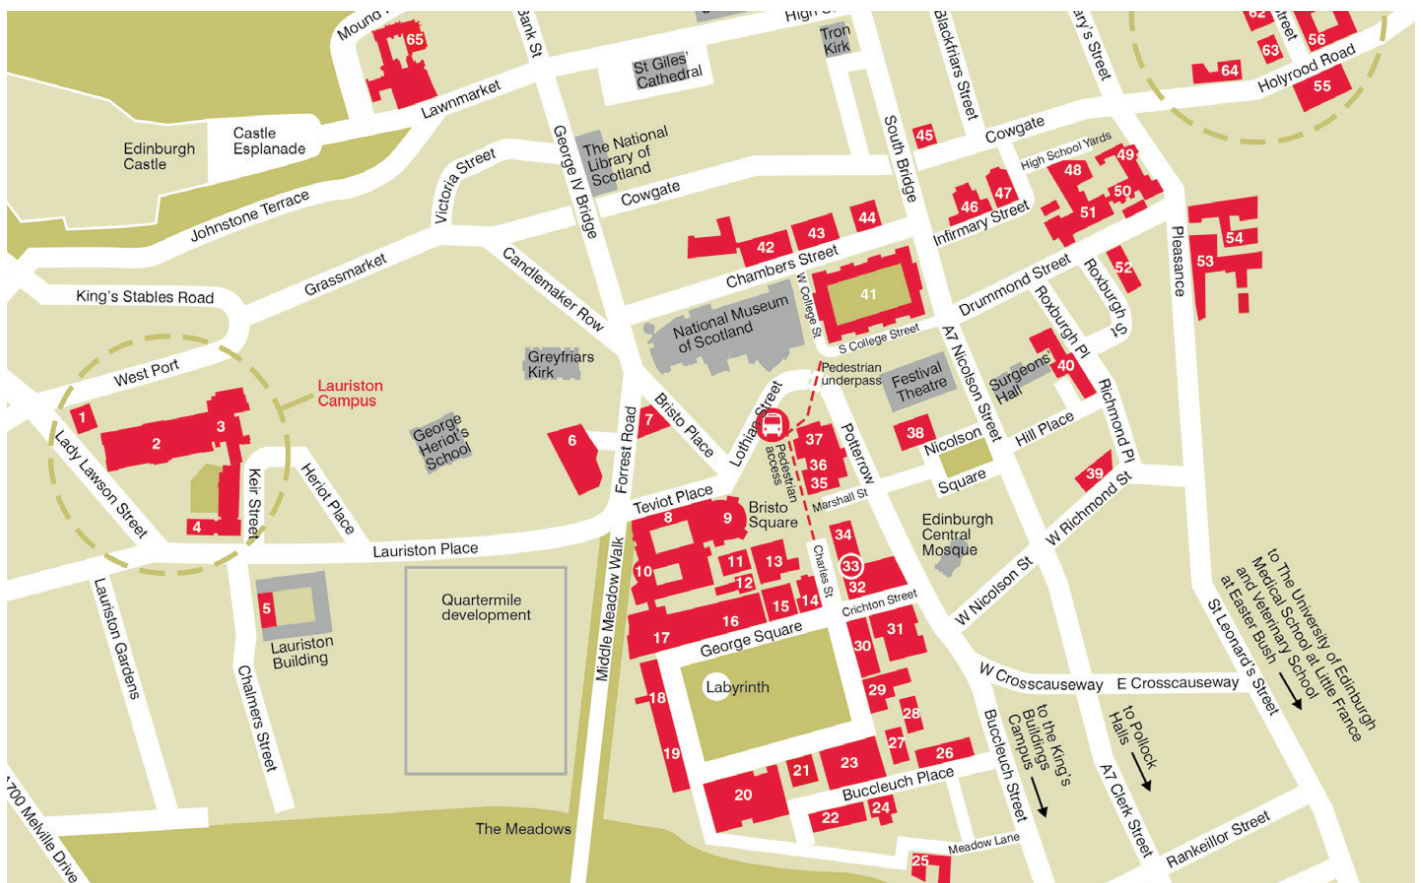 65
Mound
Bank St
High S
Tron
Kirk
St Giles'
Cathedral
Lawnmarket
Blackfriars Street
ary's Street
62
treet
56
63
64
Holyrood Road
55
Edinburgh
Castle
Castle
Esplanade
The National
Library of
Scotland
George IV Bridge
South Bridge
45
Cowgate
High School Yards
49
48
50
47
46
51
Infirmary Street
Victoria Street
Cowgate
Johnstone Terrace
44
43
42
Chambers Street
Grassmarket
Candlemaker Row
King's Stables Road
W College St
41
S College Street
Drummond Street
Roxburgh St
52
Roxburgh Pl
Pleasance
54
53
National Museum
of Scotland
Greyfriars
Kirk
West Port
Lauriston
Campus
1
2
3
4
Lady Lawson Street
Keir Street
Heriot Place
George
Heriot's
School
6
7
Bristo Place
Forrest Road
Lothian Street
Pedestrian
underpass
Pedestrian
access
Festival
Theatre
A7 Nicolson Street
Surgeons'
Hall
40
Richmond Pl
Hill Place
38
Nicolson
Square
39
W Richmond St
Potterrow
37
36
35
Marshall St
Teviot Place
8
9
Bristo
Square
Lauriston Place
Edinburgh
Central
Mosque
34
33
32
Charles St
Crichton Street
10
11
12
13
14
15
16
17
George Square
W Nicolson St
Quartermile
development
Middle Meadow Walk
5
Lauriston
Building
Lauriston Gardens
Chalmers Street
30
31
18
Labyrinth
29
28
27
19
20
21
23
26
Buccleuch Place
22
24
25
Meadow Lane
Buccleuch Street
W Crosscauseway
E Crosscauseway
St Leonard's Street
to The University of Edinburgh
Medical School at Little France
and Veterinary School
at Easter Bush
to the King's
Buildings
Campus
to Pollock
Halls
A7 Clerk Street
Rankeillor Street
The Meadows
A700 Melville Drive